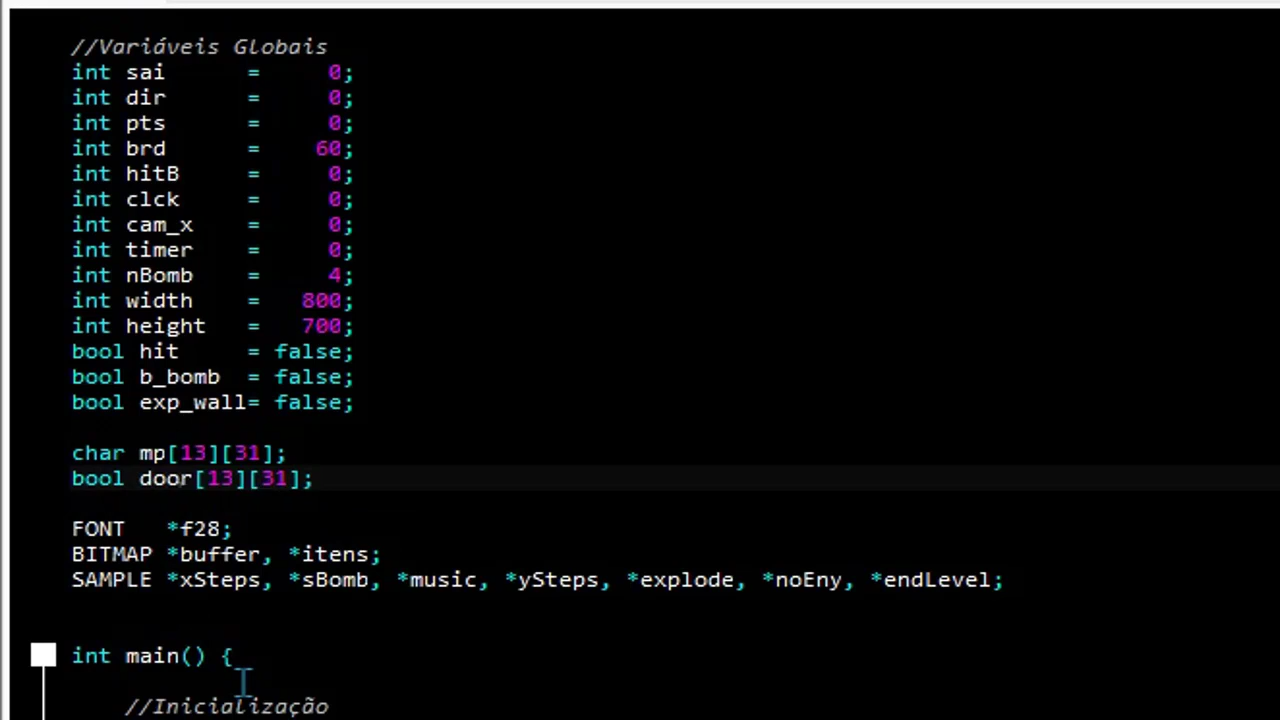 //Variáveis Globais
int sai      =     0;
int dir      =     0;
int pts      =     0;
int brd      =    60;
int hitB     =     0;
int clck     =     0;
int cam_x    =     0;
int timer    =     0;
int nBomb    =     4;
int width    =   800;
int height   =   700;
bool hit     = false;
bool b_bomb  = false;
bool exp_wall= false;
char mp[13][31];
bool door[13][31];
FONT   *f28;
BITMAP *buffer, *itens;
SAMPLE *xSteps, *sBomb, *music, *ySteps, *explode, *noEny, *endLevel;
int main() {
//Inicialização